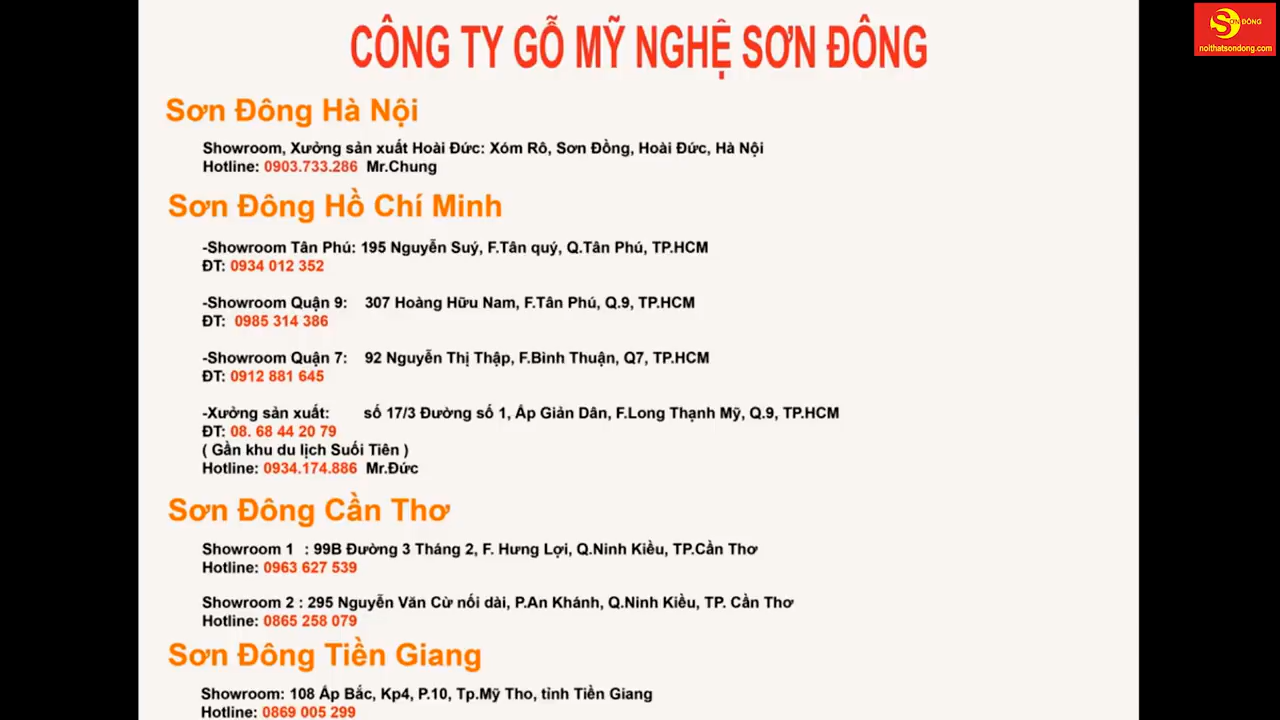 CÔNG TY GỖ MỸ NGHỆ SƠN ĐÔNG
SƠN ĐÔNG
noithatsondong.com
Sơn Đông Hà Nội
Showroom, Xưởng sản xuất Hoài Đức: Xóm Rô, Sơn Đồng, Hoài Đức, Hà Nội
Hotline: 0903.733.286 Mr.Chung
Sơn Đông Hồ Chí Minh
-Showroom Tân Phú: 195 Nguyễn Suý, F.Tân quý, Q.Tân Phú, TP.HCM
ĐT: 0934 012 352
-Showroom Quận 9: 307 Hoàng Hữu Nam, F.Tân Phú, Q.9, TP.HCM
ĐT: 0985 314 386
-Showroom Quận 7: 92 Nguyễn Thị Thập, F.Bình Thuận, Q7, TP.HCM
ĐT: 0912 881 645
-Xưởng sản xuất: số 17/3 Đường số 1, Ấp Giản Dân, F.Long Thạnh Mỹ, Q.9, TP.HCM
ĐT: 08. 68 44 20 79
( Gần khu du lịch Suối Tiên )
Hotline: 0934.174.886 Mr.Đức
Sơn Đông Cần Thơ
Showroom 1 : 99B Đường 3 Tháng 2, F. Hưng Lợi, Q.Ninh Kiều, TP.Cần Thơ
Hotline: 0963 627 539
Showroom 2 : 295 Nguyễn Văn Cừ nối dài, P.An Khánh, Q.Ninh Kiều, TP. Cần Thơ
Hotline: 0865 258 079
Sơn Đông Tiền Giang
Showroom: 108 Ấp Bắc, Kp4, P.10, Tp.Mỹ Tho, tỉnh Tiền Giang
Hotline: 0869 005 299